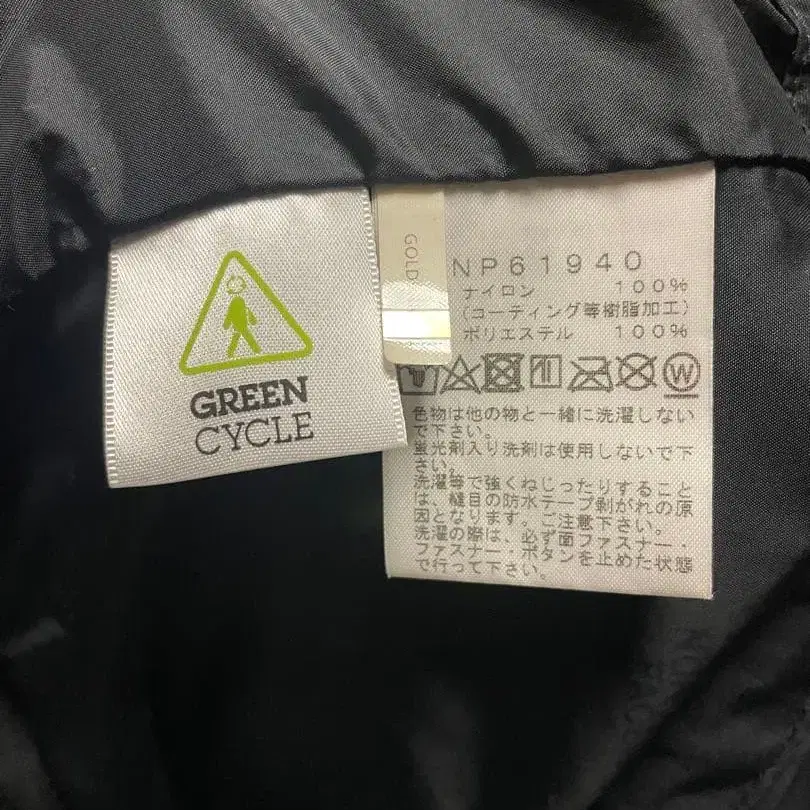 GREEN
CYCLE
GOLD
NP61940
ナイロン 100%
(コーティング等樹脂加工)
ポリエステル 100%
W
色物は他の物と一緒に洗濯しない
で下さい。
蛍光剤入り洗剤は使用しないで下
さい。
洗濯等で強くねじったりすること
は、縫目の防水テープ剥がれの原
因となります。ご注意下さい。
洗濯の際は、必ず面ファスナー・
ファスナー・ボタンを止めた状態
で行って下さい。